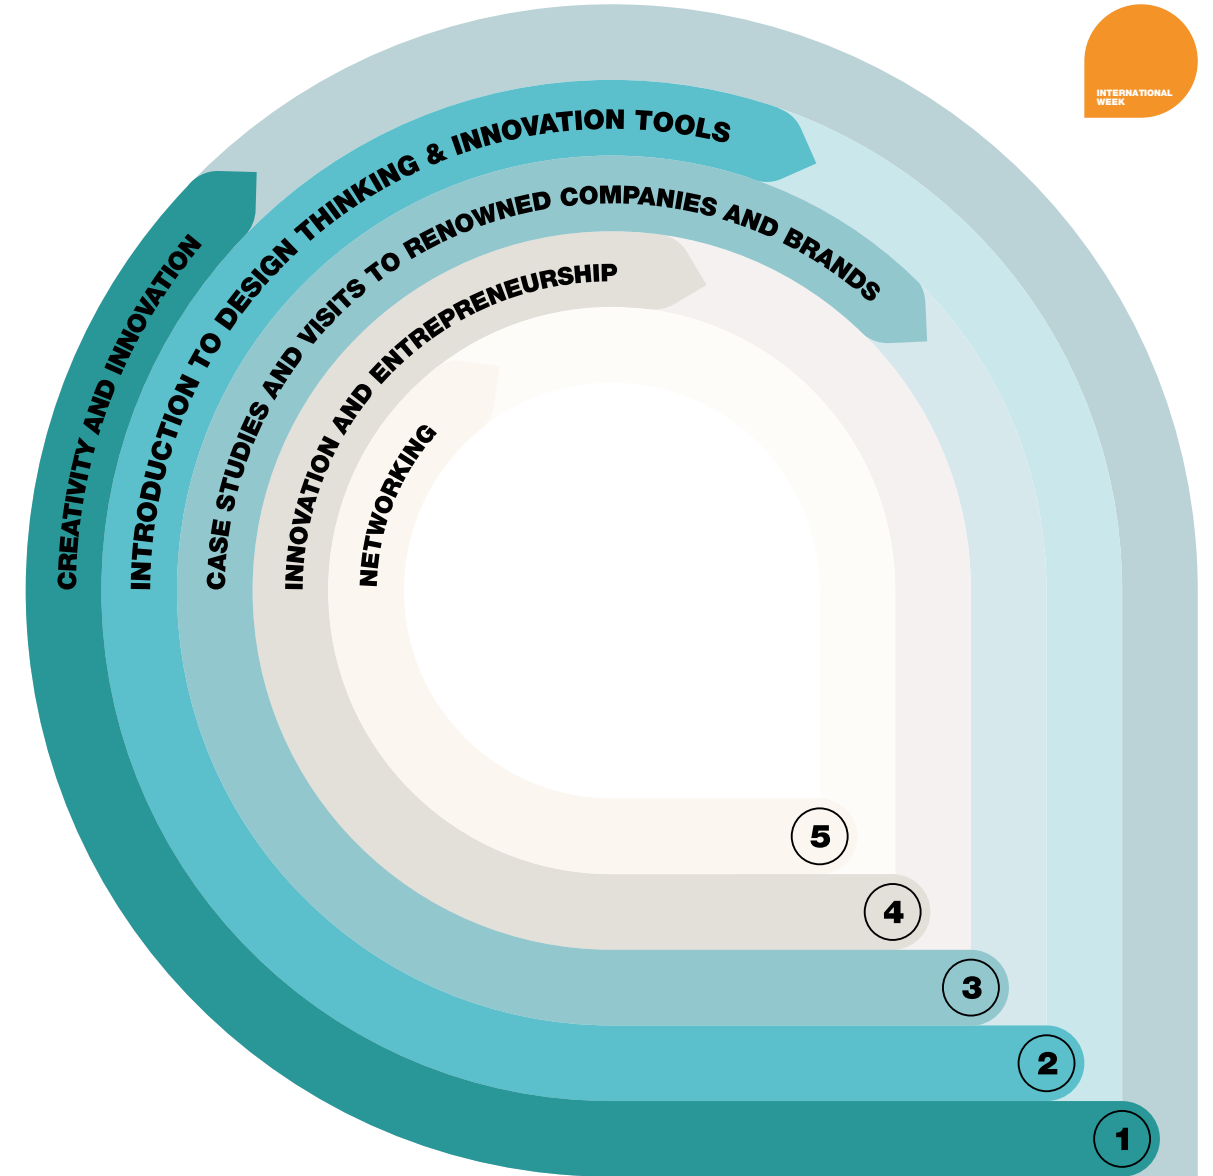 INTERNATIONAL
WEEK
CREATIVITY AND INNOVATION
INTRODUCTION TO DESIGN THINKING & INNOVATION TOOLS
CASE STUDIES AND VISITS TO RENOWNED COMPANIES AND BRANDS
INNOVATION AND ENTREPRENEURSHIP
NETWORKING
5
4
3
2
1